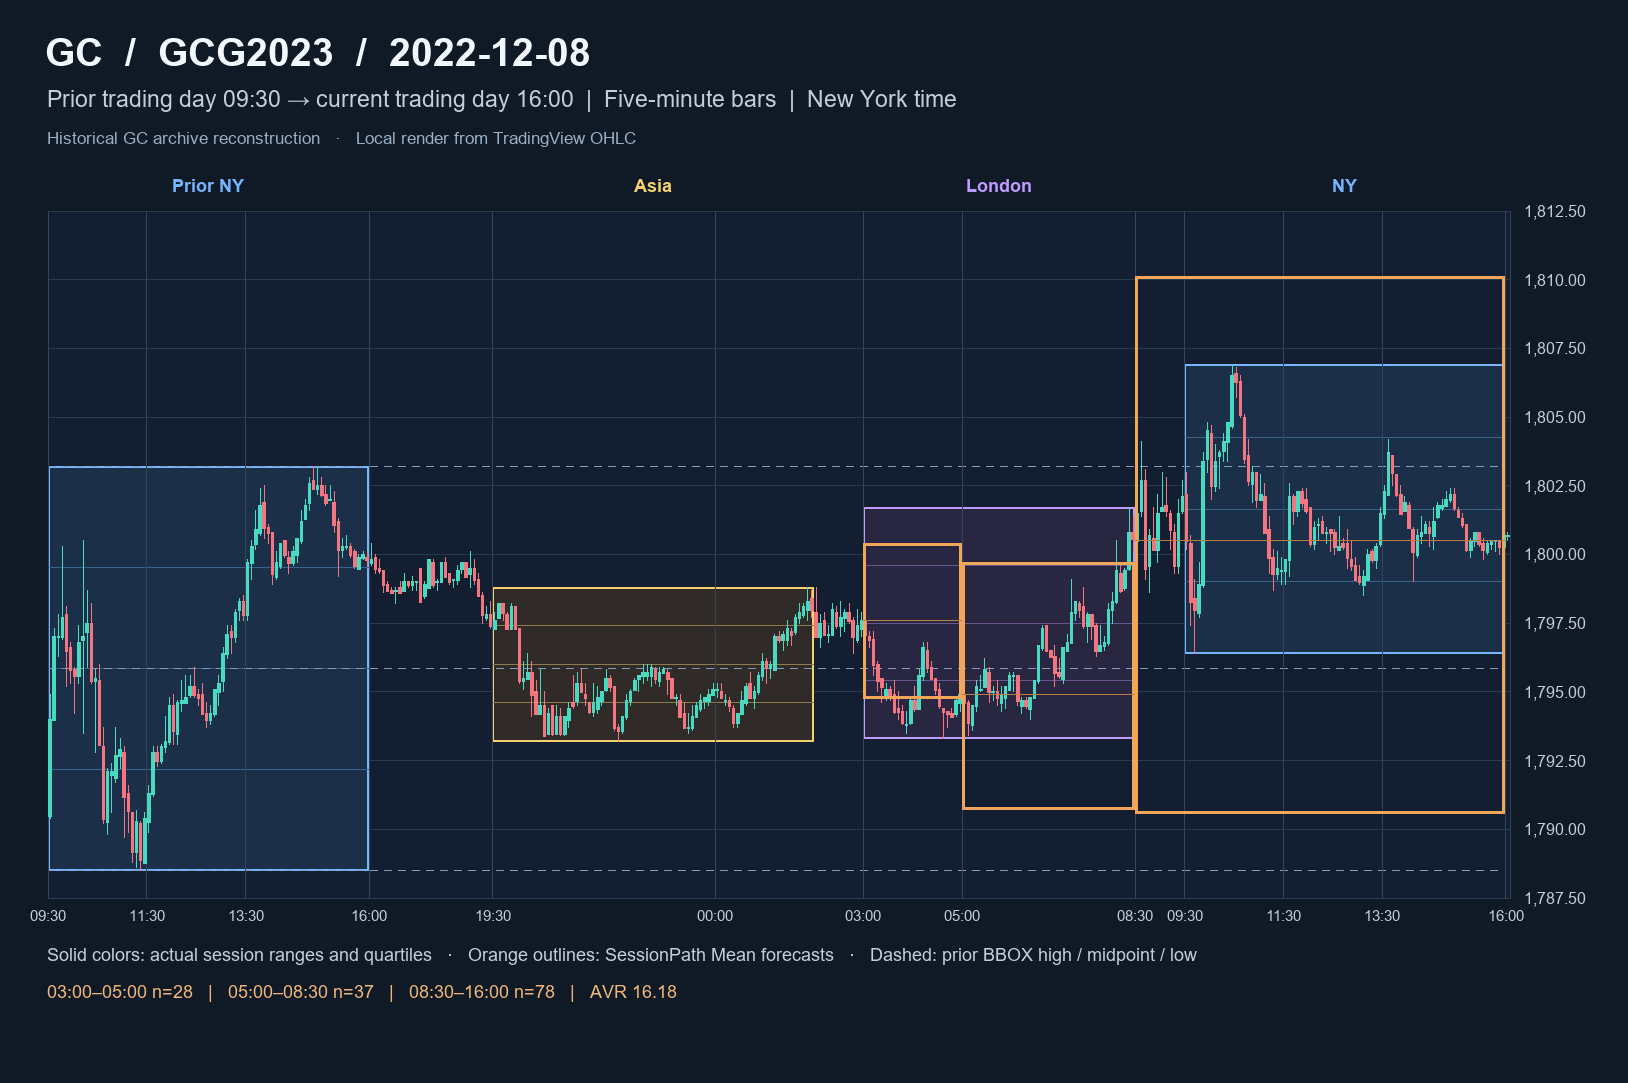 GC / GCG2023 / 2022-12-08
Prior trading day 09:30 → current trading day 16:00 | Five-minute bars | New York time
Historical GC archive reconstruction · Local render from TradingView OHLC
Prior NY Asia London NY
1,812.50
1,810.00
1,807.50
1,805.00
1,802.50
1,800.00
1,797.50
1,795.00
1,792.50
1,790.00
1,787.50
09:30 11:30 13:30 16:00 19:30 00:00 03:00 05:00 08:30 09:30 11:30 13:30 16:00
Solid colors: actual session ranges and quartiles · Orange outlines: SessionPath Mean forecasts · Dashed: prior BBOX high / midpoint / low
03:00–05:00 n=28 | 05:00–08:30 n=37 | 08:30–16:00 n=78 | AVR 16.18